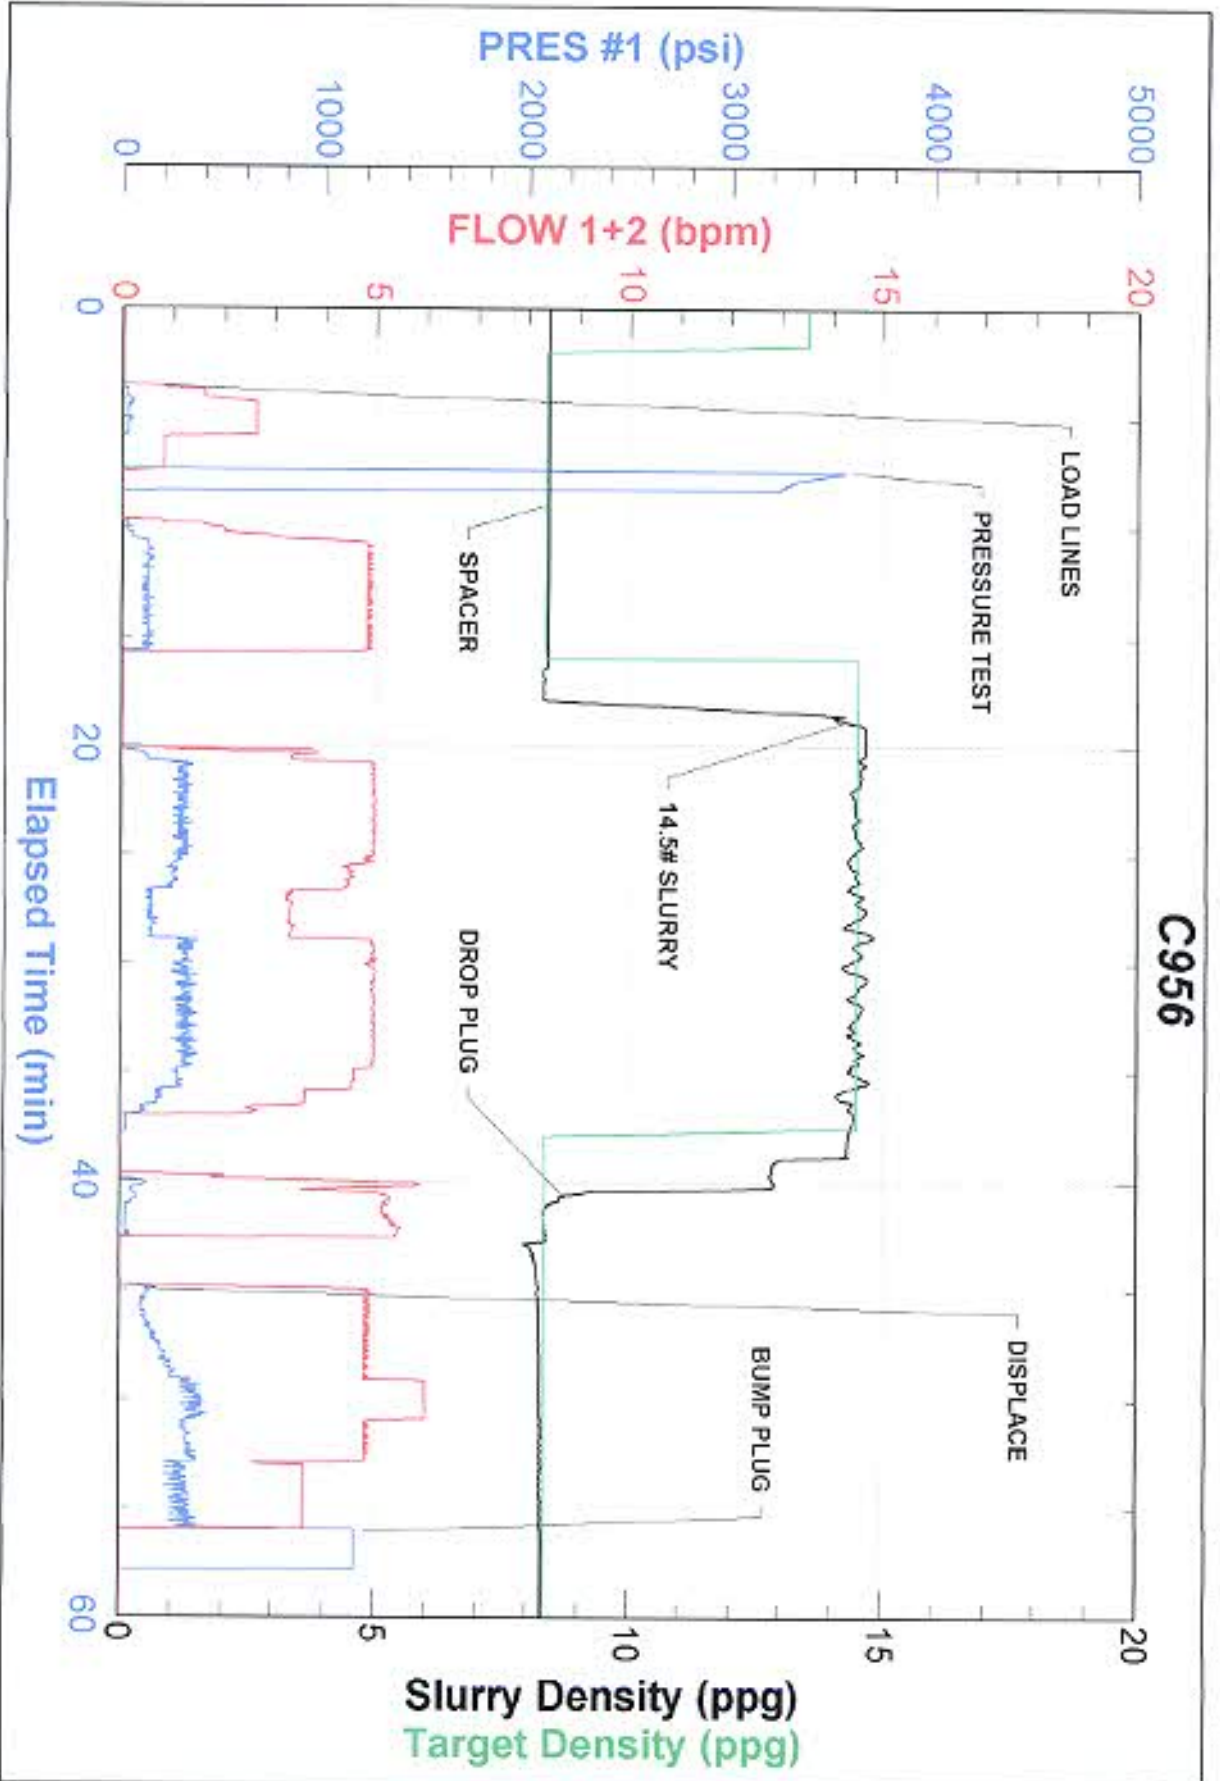 C956
PRES #1 (psi)
5000
4000
3000
2000
1000
0
FLOW 1+2 (bpm)
20
15
10
5
0
LOAD LINES
PRESSURE TEST
SPACER
14.5# SLURRY
DROP PLUG
DISPLACE
BUMP PLUG
0
20
40
60
Elapsed Time (min)
20
15
10
5
0
Slurry Density (ppg)
Target Density (ppg)